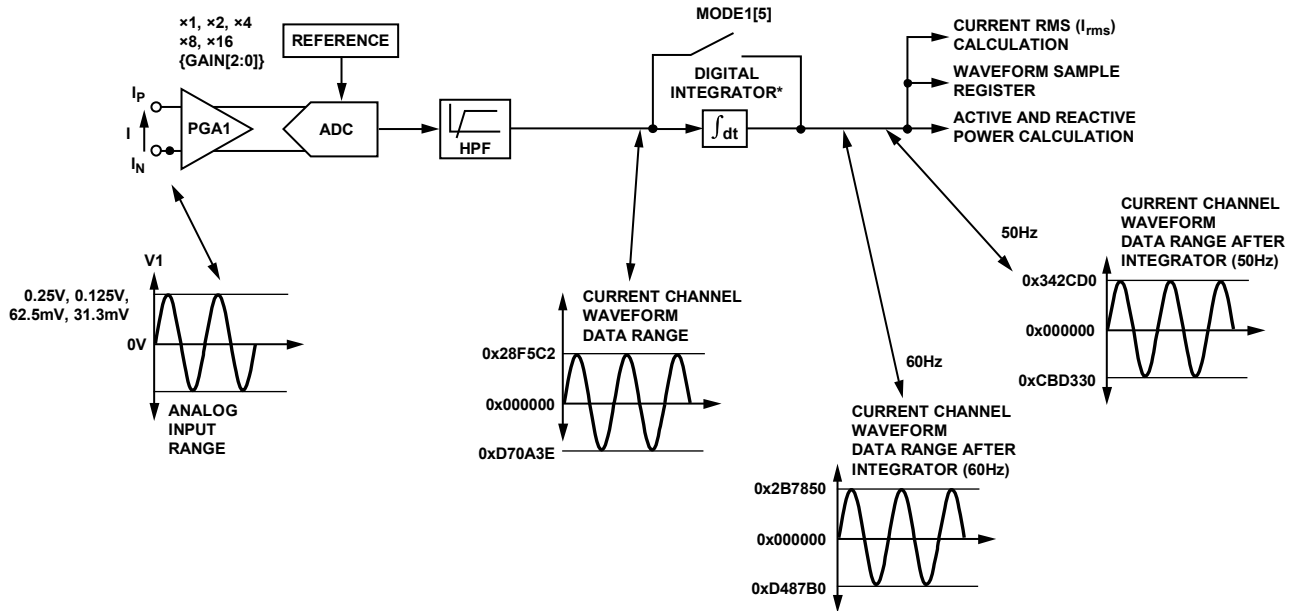 ×1, ×2, ×4
×8, ×16
{GAIN[2:0]}
REFERENCE
MODE1[5]
CURRENT RMS (Irms)
CALCULATION
WAVEFORM SAMPLE
REGISTER
ACTIVE AND REACTIVE
POWER CALCULATION
DIGITAL
INTEGRATOR*
IP
I
IN
PGA1
ADC
HPF
∫dt
50Hz
60Hz
V1
0.25V, 0.125V,
62.5mV, 31.3mV
0V
ANALOG
INPUT
RANGE
CURRENT CHANNEL
WAVEFORM
DATA RANGE
0x28F5C2
0x000000
0xD70A3E
CURRENT CHANNEL
WAVEFORM
DATA RANGE AFTER
INTEGRATOR (60Hz)
0x2B7850
0x000000
0xD487B0
CURRENT CHANNEL
WAVEFORM
DATA RANGE AFTER
INTEGRATOR (50Hz)
0x342CD0
0x000000
0xCBD330